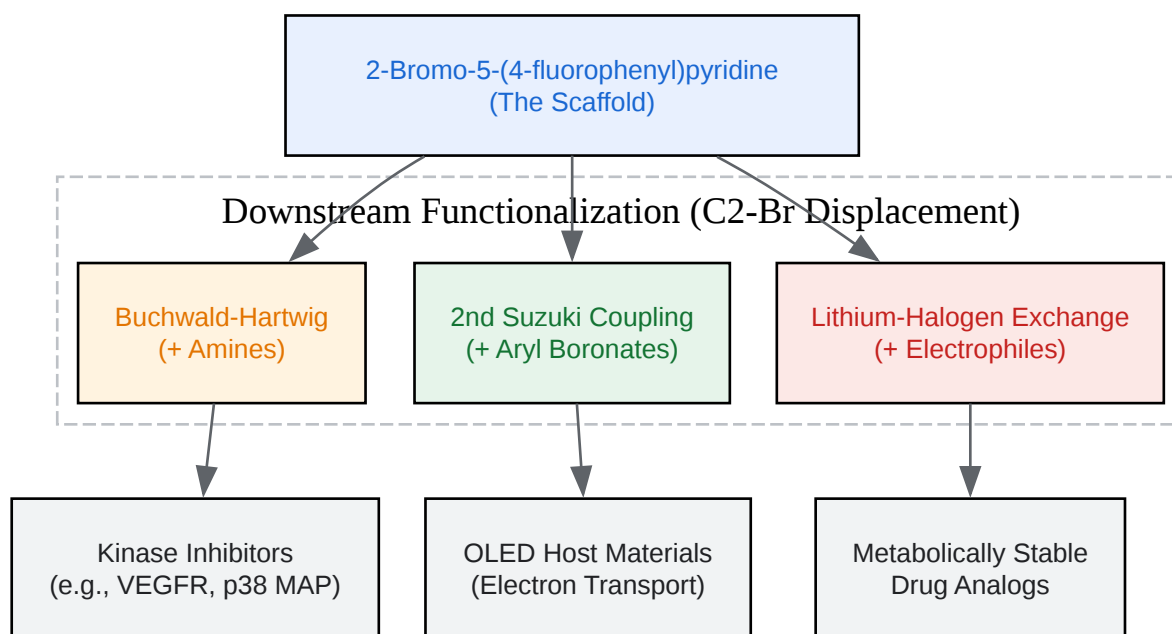 2-Bromo-5-(4-fluorophenyl)pyridine
(The Scaffold)
Downstream Functionalization (C2-Br Displacement)
Buchwald-Hartwig
(+ Amines)
2nd Suzuki Coupling
(+ Aryl Boronates)
Lithium-Halogen Exchange
(+ Electrophiles)
Kinase Inhibitors
(e.g., VEGFR, p38 MAP)
OLED Host Materials
(Electron Transport)
Metabolically Stable
Drug Analogs